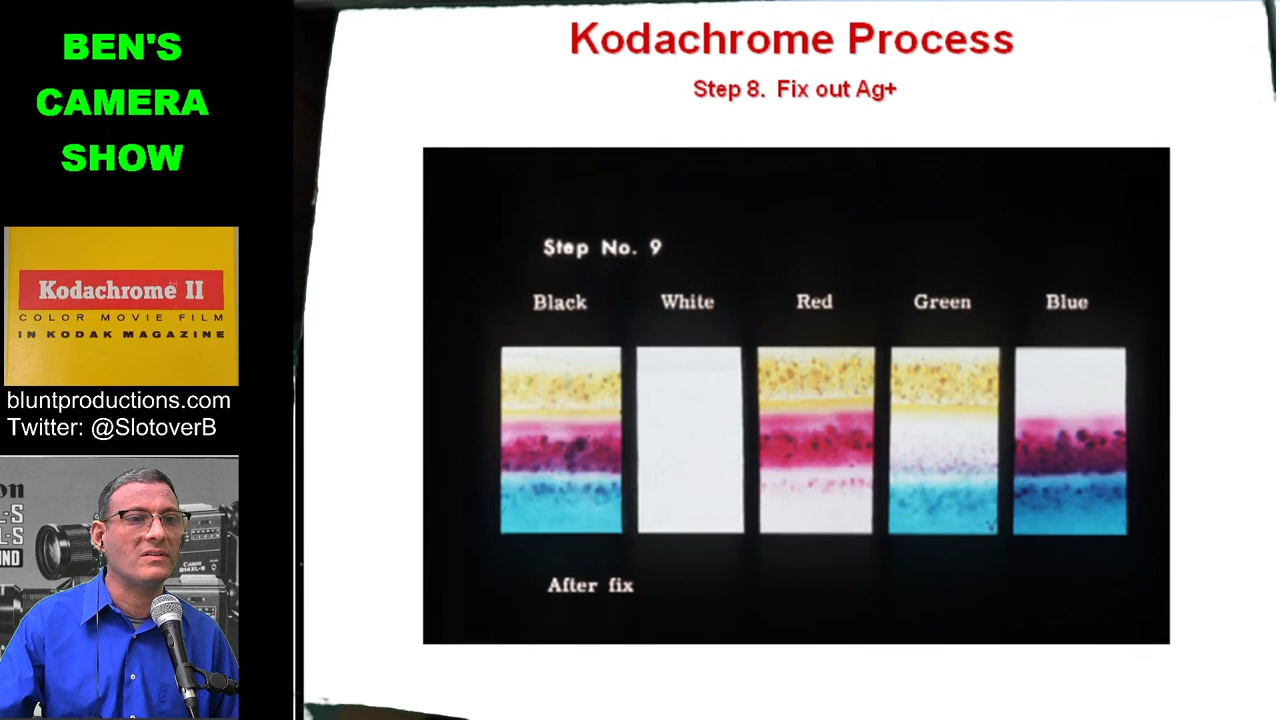 BEN'S
CAMERA
SHOW
Kodachrome II
COLOR MOVIE FILM
IN KODAK MAGAZINE
bluntproductions.com
Twitter: @SlotoverB
Kodachrome Process
Step 8. Fix out Ag+
Step No. 9
Black White Red Green Blue
After fix